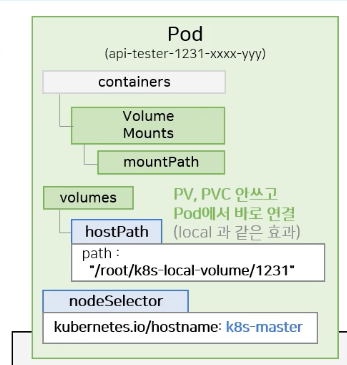 Pod
(api-tester-1231-xxxx-yyy)
containers
Volume
Mounts
mountPath
volumes
PV, PVC 안쓰고
Pod에서 바로 연결
(local 과 같은 효과)
hostPath
path :
"/root/k8s-local-volume/1231"
nodeSelector
kubernetes.io/hostname: k8s-master